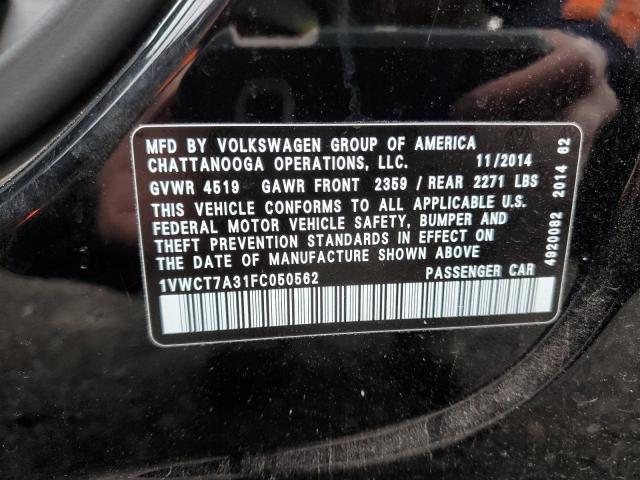 MFD BY VOLKSWAGEN GROUP OF AMERICA
CHATTANOOGA OPERATIONS, LLC. 11/2014
GVWR 4519 GAWR FRONT 2359 / REAR 2271 LBS
THIS VEHICLE CONFORMS TO ALL APPLICABLE U.S.
FEDERAL MOTOR VEHICLE SAFETY, BUMPER AND
THEFT PREVENTION STANDARDS IN EFFECT ON
THE DATE OF MANUFACTURE SHOWN ABOVE
1VWCT7A31FC050562 PASSENGER CAR
4920082 2014 62